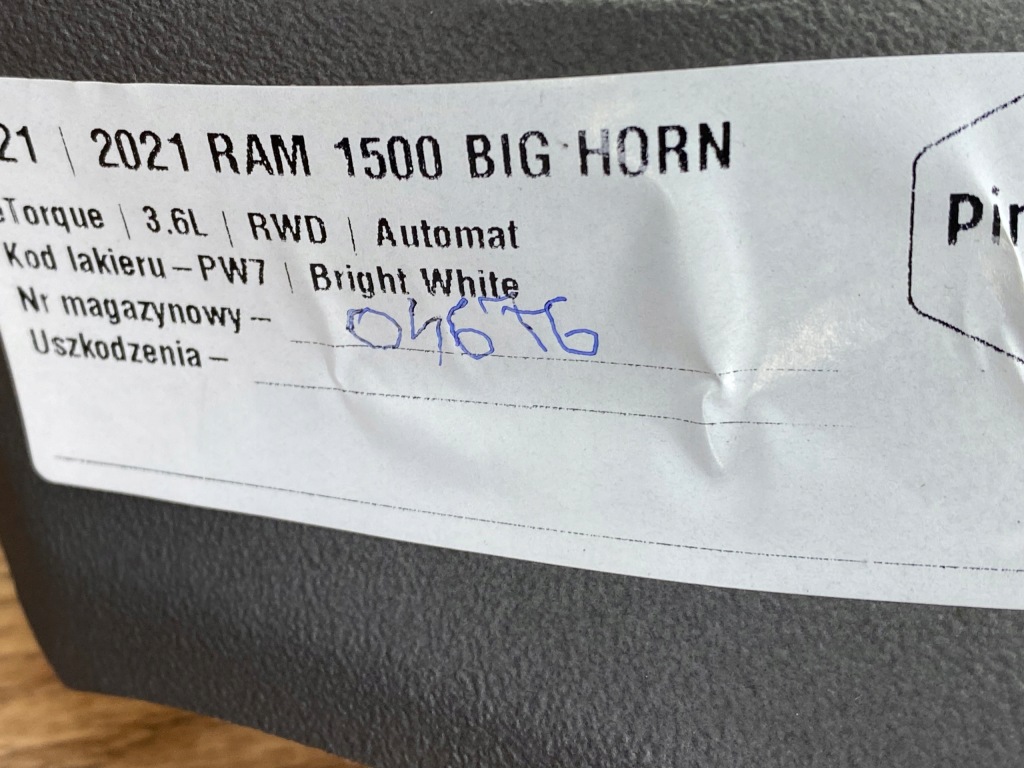 21 | 2021 RAM 1500 BIG HORN
eTorque | 3.6L | RWD | Automat
Kod lakieru – PW7 | Bright White
Nr magazynowy – 04676
Uszkodzenia –
Pin